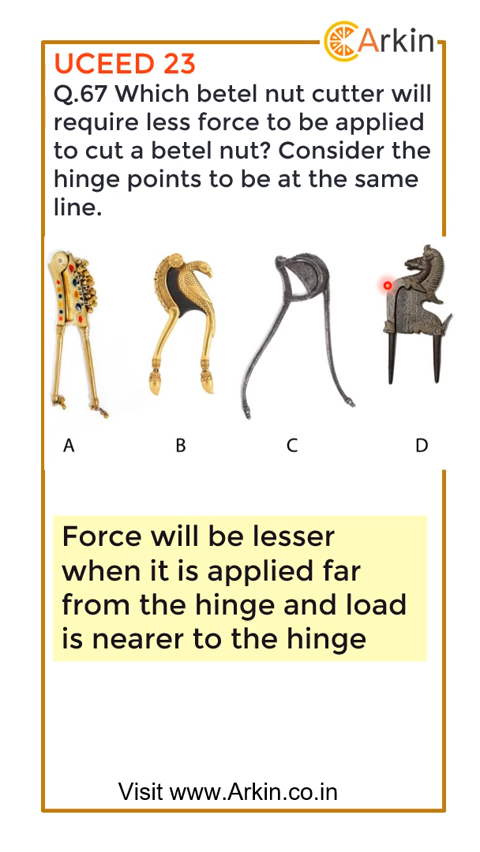 Arkin
UCEED 23
Q.67 Which betel nut cutter will
require less force to be applied
to cut a betel nut? Consider the
hinge points to be at the same
line.
A B C D
Force will be lesser
when it is applied far
from the hinge and load
is nearer to the hinge
Visit www.Arkin.co.in